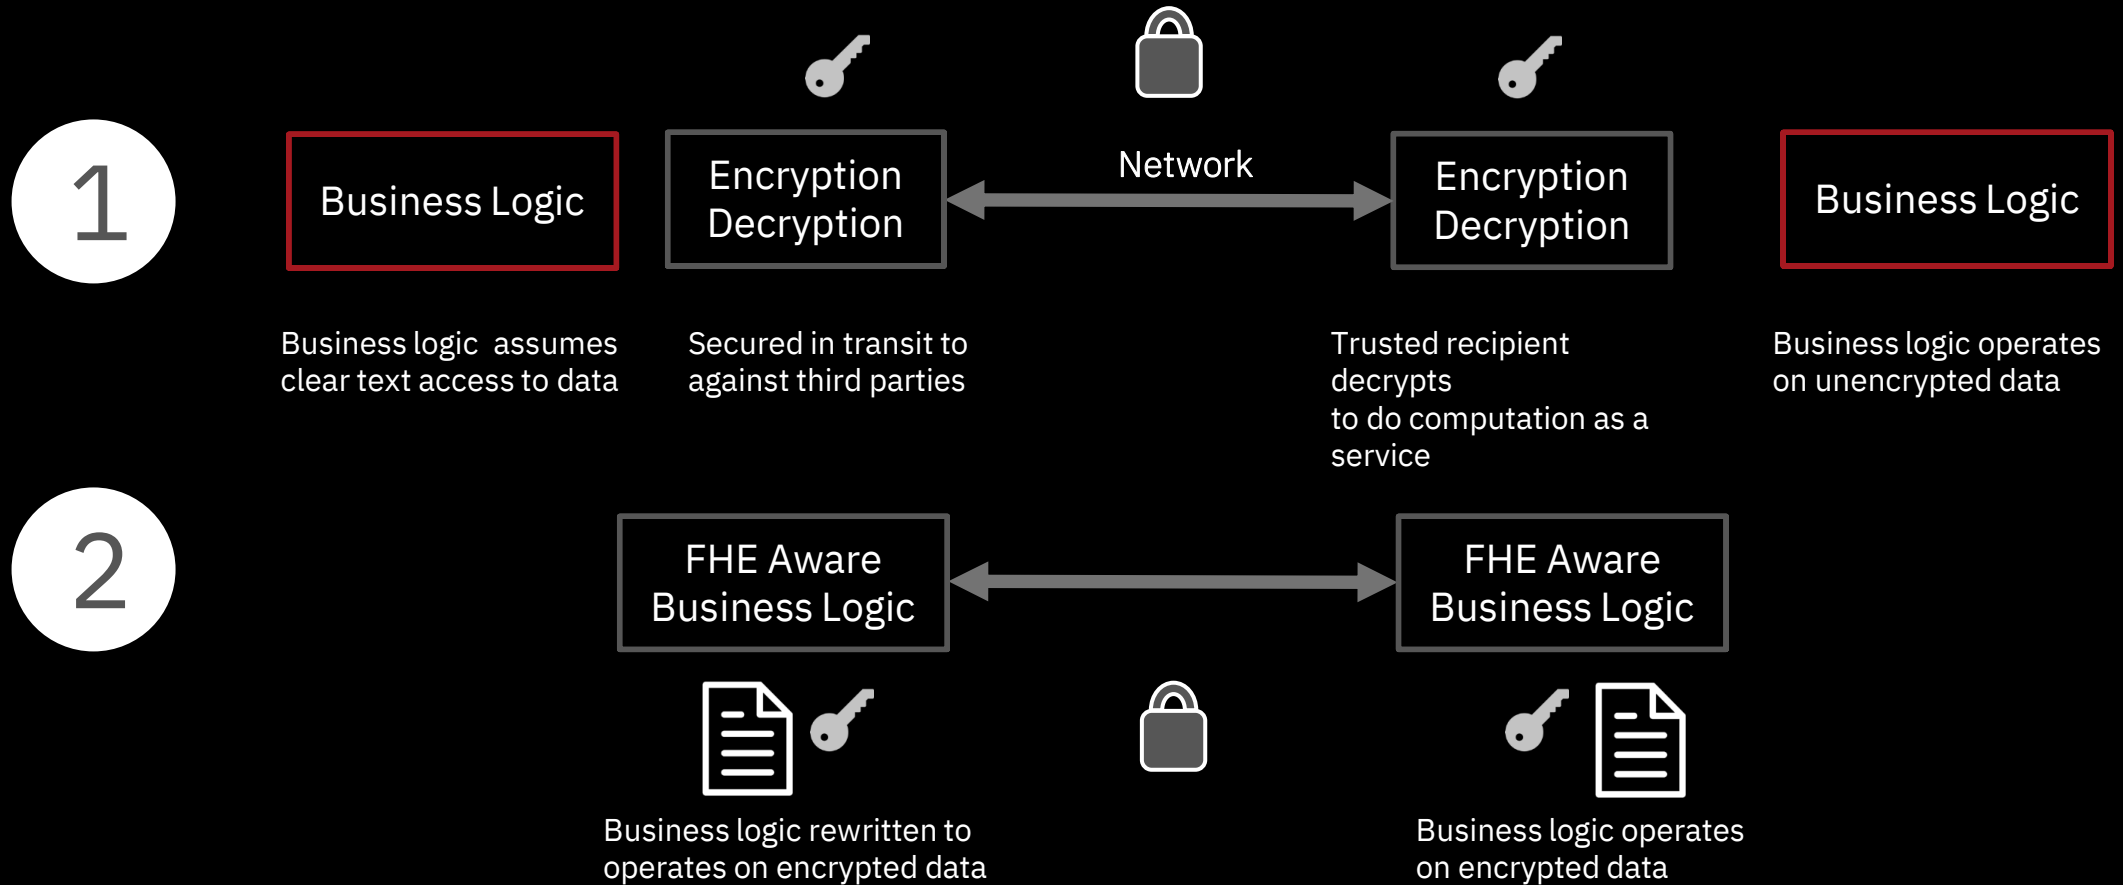 1
Business Logic
Encryption
Decryption
Network
Encryption
Decryption
Business Logic
Business logic assumes
clear text access to data
Secured in transit to
against third parties
Trusted recipient
decrypts
to do computation as a
service
Business logic operates
on unencrypted data
2
FHE Aware
Business Logic
FHE Aware
Business Logic
Business logic rewritten to
operates on encrypted data
Business logic operates
on encrypted data